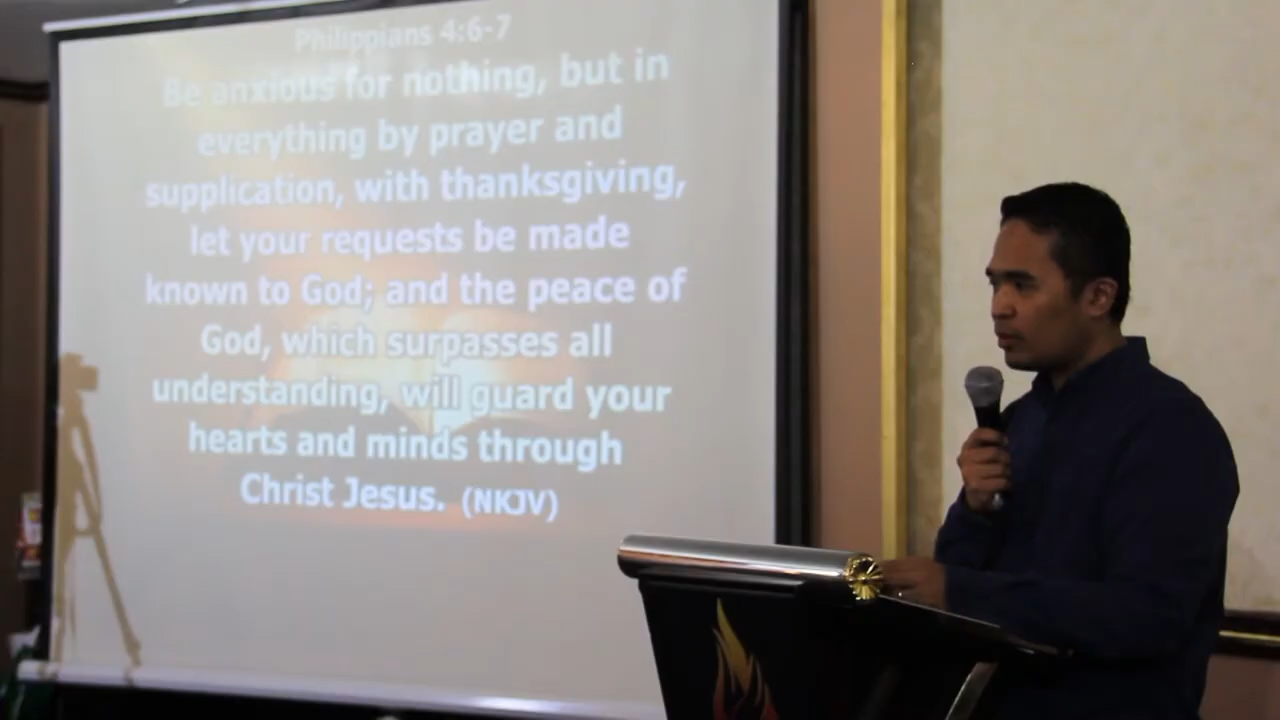 Philippians 4:6-7
Be anxious for nothing, but in
everything by prayer and
supplication, with thanksgiving,
let your requests be made
known to God; and the peace of
God, which surpasses all
understanding, will guard your
hearts and minds through
Christ Jesus. (NKJV)